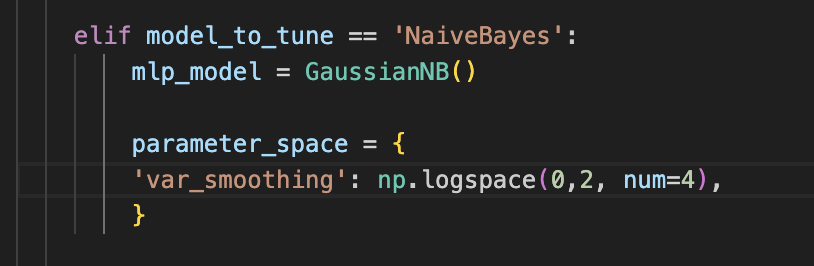 elif model_to_tune == 'NaiveBayes':
mlp_model = GaussianNB()
parameter_space = {
'var_smoothing': np.logspace(0,2, num=4),
}